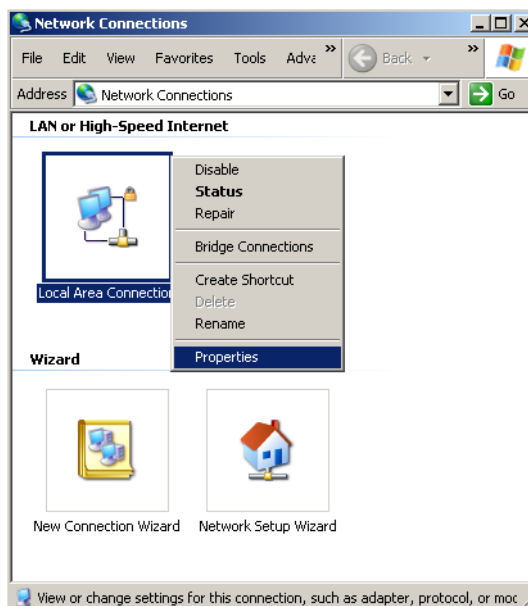 Network Connections
File Edit View Favorites Tools Adva » Back »
Address Network Connections Go
LAN or High-Speed Internet
Disable
Status
Repair
Bridge Connections
Create Shortcut
Local Area Connection
Delete
Rename
Properties
Wizard
New Connection Wizard Network Setup Wizard
View or change settings for this connection, such as adapter, protocol, or moc